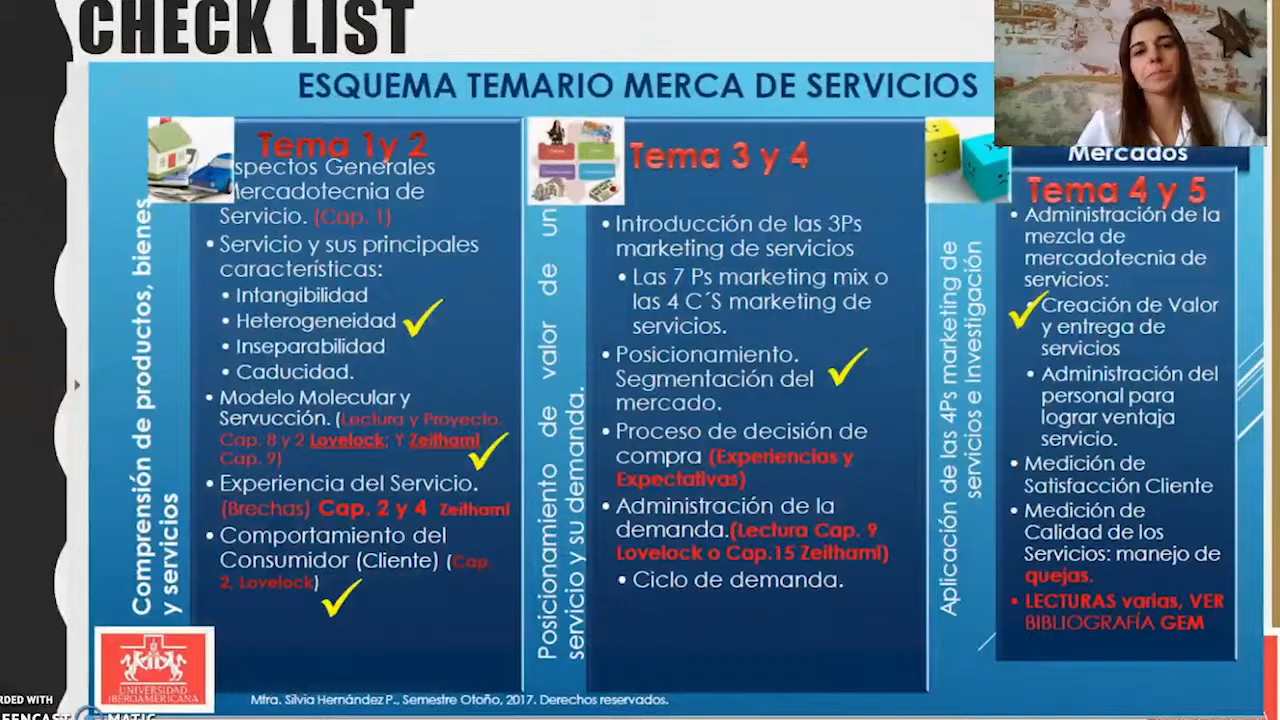 CHECK LIST
ESQUEMA TEMARIO MERCA DE SERVICIOS
Comprensión de productos, bienes
y servicios
Tema 1y 2
spectos Generales
Mercadotecnia de
Servicio. (Cap. 1)
• Servicio y sus principales
características:
• Intangibilidad
• Heterogeneidad
• Inseparabilidad
• Caducidad.
• Modelo Molecular y
Servucción. (Lectura y Proyecto.
Cap. 8 y 2 Lovelock; Y Zeilhaml
Cap. 9)
• Experiencia del Servicio.
(Brechas) Cap. 2 y 4 Zeilhaml
• Comportamiento del
Consumidor (Cliente) (Cap.
2, Lovelock)
Posicionamiento de valor de un
servicio y su demanda.
Tema 3 y 4
• Introducción de las 3Ps
marketing de servicios
• Las 7 Ps marketing mix o
las 4 C´S marketing de
servicios.
• Posicionamiento.
Segmentación del
mercado.
• Proceso de decisión de
compra (Experiencias y
Expectativas)
• Administración de la
demanda.(Lectura Cap. 9
Lovelock o Cap.15 Zeilhaml)
• Ciclo de demanda.
Aplicación de las 4Ps marketing de
servicios e Investigación
Mercados
Tema 4 y 5
• Administración de la
mezcla de
mercadotecnia de
servicios:
Creación de Valor
y entrega de
servicios
• Administración del
personal para
lograr ventaja
servicio.
• Medición de
Satisfacción Cliente
• Medición de
Calidad de los
Servicios: manejo de
quejas.
• LECTURAS varias, VER
BIBLIOGRAFÍA GEM
UNIVERSIDAD
IBEROAMERICANA
Mtra. Silvia Hernández P., Semestre Otoño, 2017. Derechos reservados.
RDED WITH
EENCAST MATIC